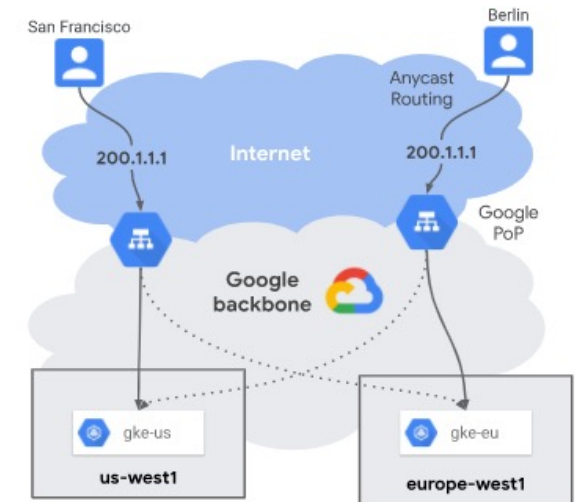 San Francisco
Berlin
Anycast
Routing
200.1.1.1
Internet
200.1.1.1
Google
PoP
Google
backbone
gke-us
gke-eu
us-west1
europe-west1